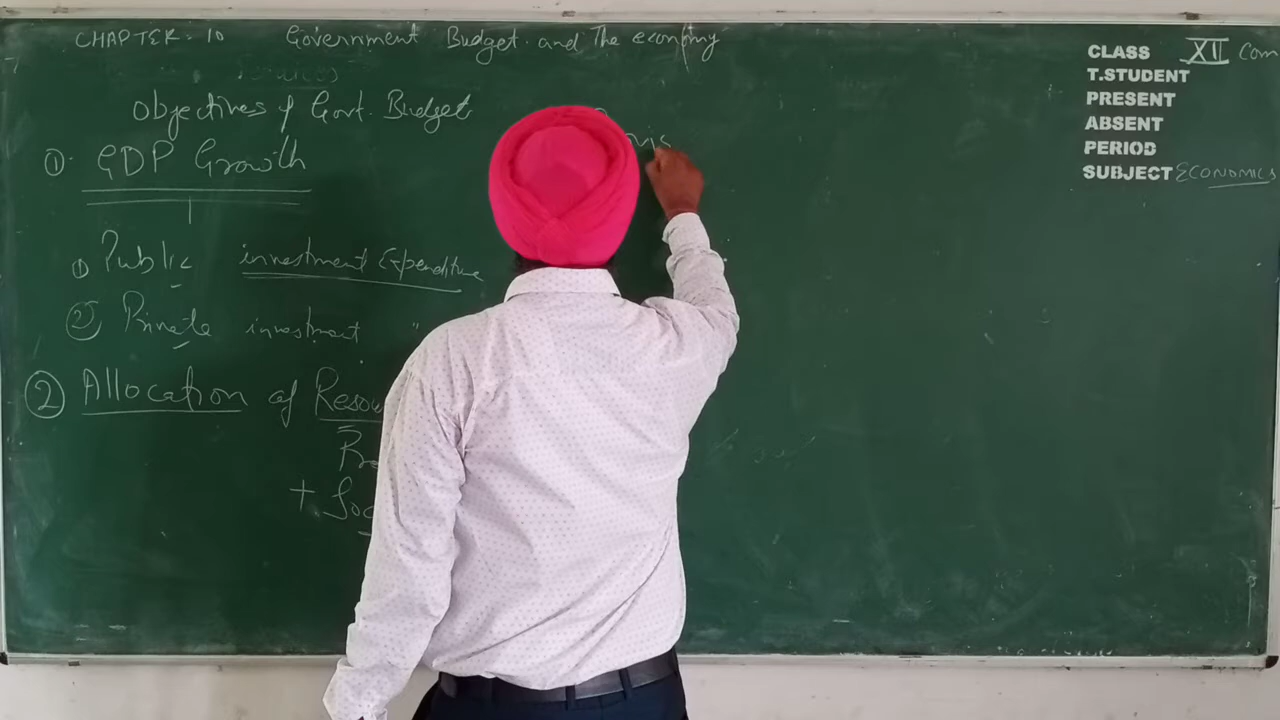 CHAPTER - 10 Government Budget and The economy
Objectives of Govt. Budget
① GDP Growth
① Public investment Expenditure
② Private investment "
② Allocation of
CLASS XII Com
T.STUDENT
PRESENT
ABSENT
PERIOD
SUBJECT ECONOMICS